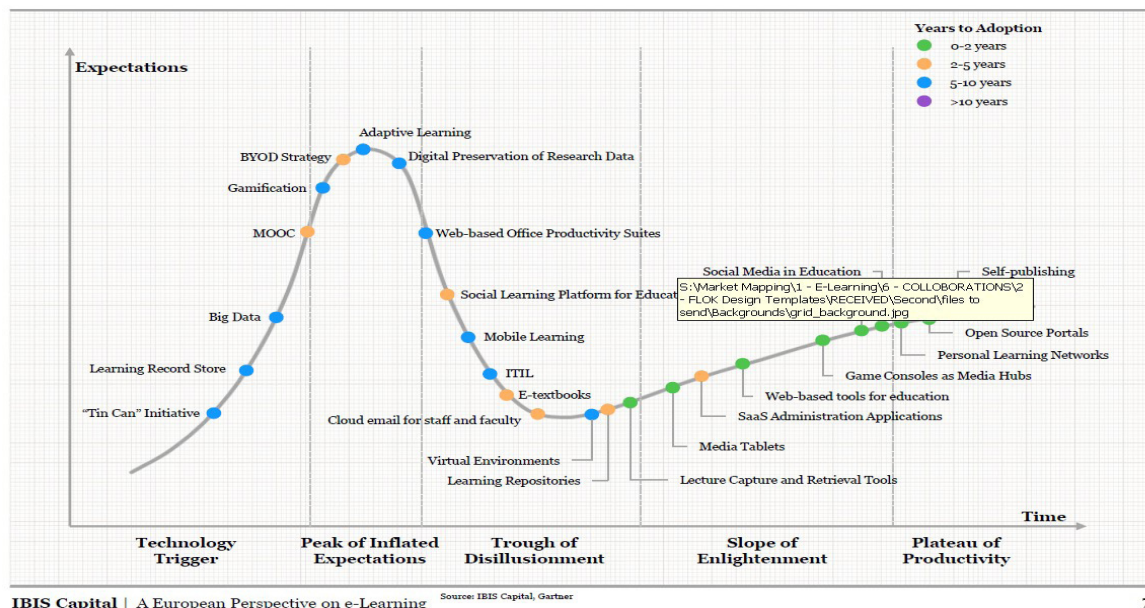 Years to Adoption
0-2 years
2-5 years
5-10 years
>10 years
Expectations
Adaptive Learning
BYOD Strategy
Digital Preservation of Research Data
Gamification
MOOC
Web-based Office Productivity Suites
Social Media in Education
Self-publishing
S:\Market Mapping\1 - E-Learning\6 - COLLOBORATIONS\2
- FLOK Design Templates\RECEIVED\Second\files to
send\Backgrounds\grid_background.jpg
Social Learning Platform for Educat
Big Data
Open Source Portals
Mobile Learning
Personal Learning Networks
Learning Record Store
ITIL
Game Consoles as Media Hubs
E-textbooks
Web-based tools for education
"Tin Can" Initiative
Cloud email for staff and faculty
SaaS Administration Applications
Media Tablets
Virtual Environments
Learning Repositories
Lecture Capture and Retrieval Tools
Time
Technology
Trigger
Peak of Inflated
Expectations
Trough of
Disillusionment
Slope of
Enlightenment
Plateau of
Productivity
IBIS Capital | A European Perspective on e-Learning
Source: IBIS Capital, Gartner